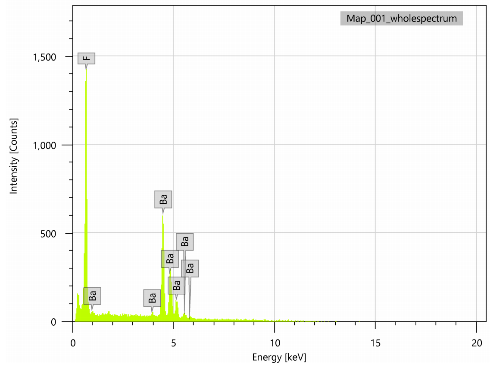 Map_001_wholespectrum
1,500
1,000
500
0
Intensity [Counts]
F
Ba
Ba
Ba
Ba
Ba
Ba
Ba
0
5
10
15
20
Energy [keV]